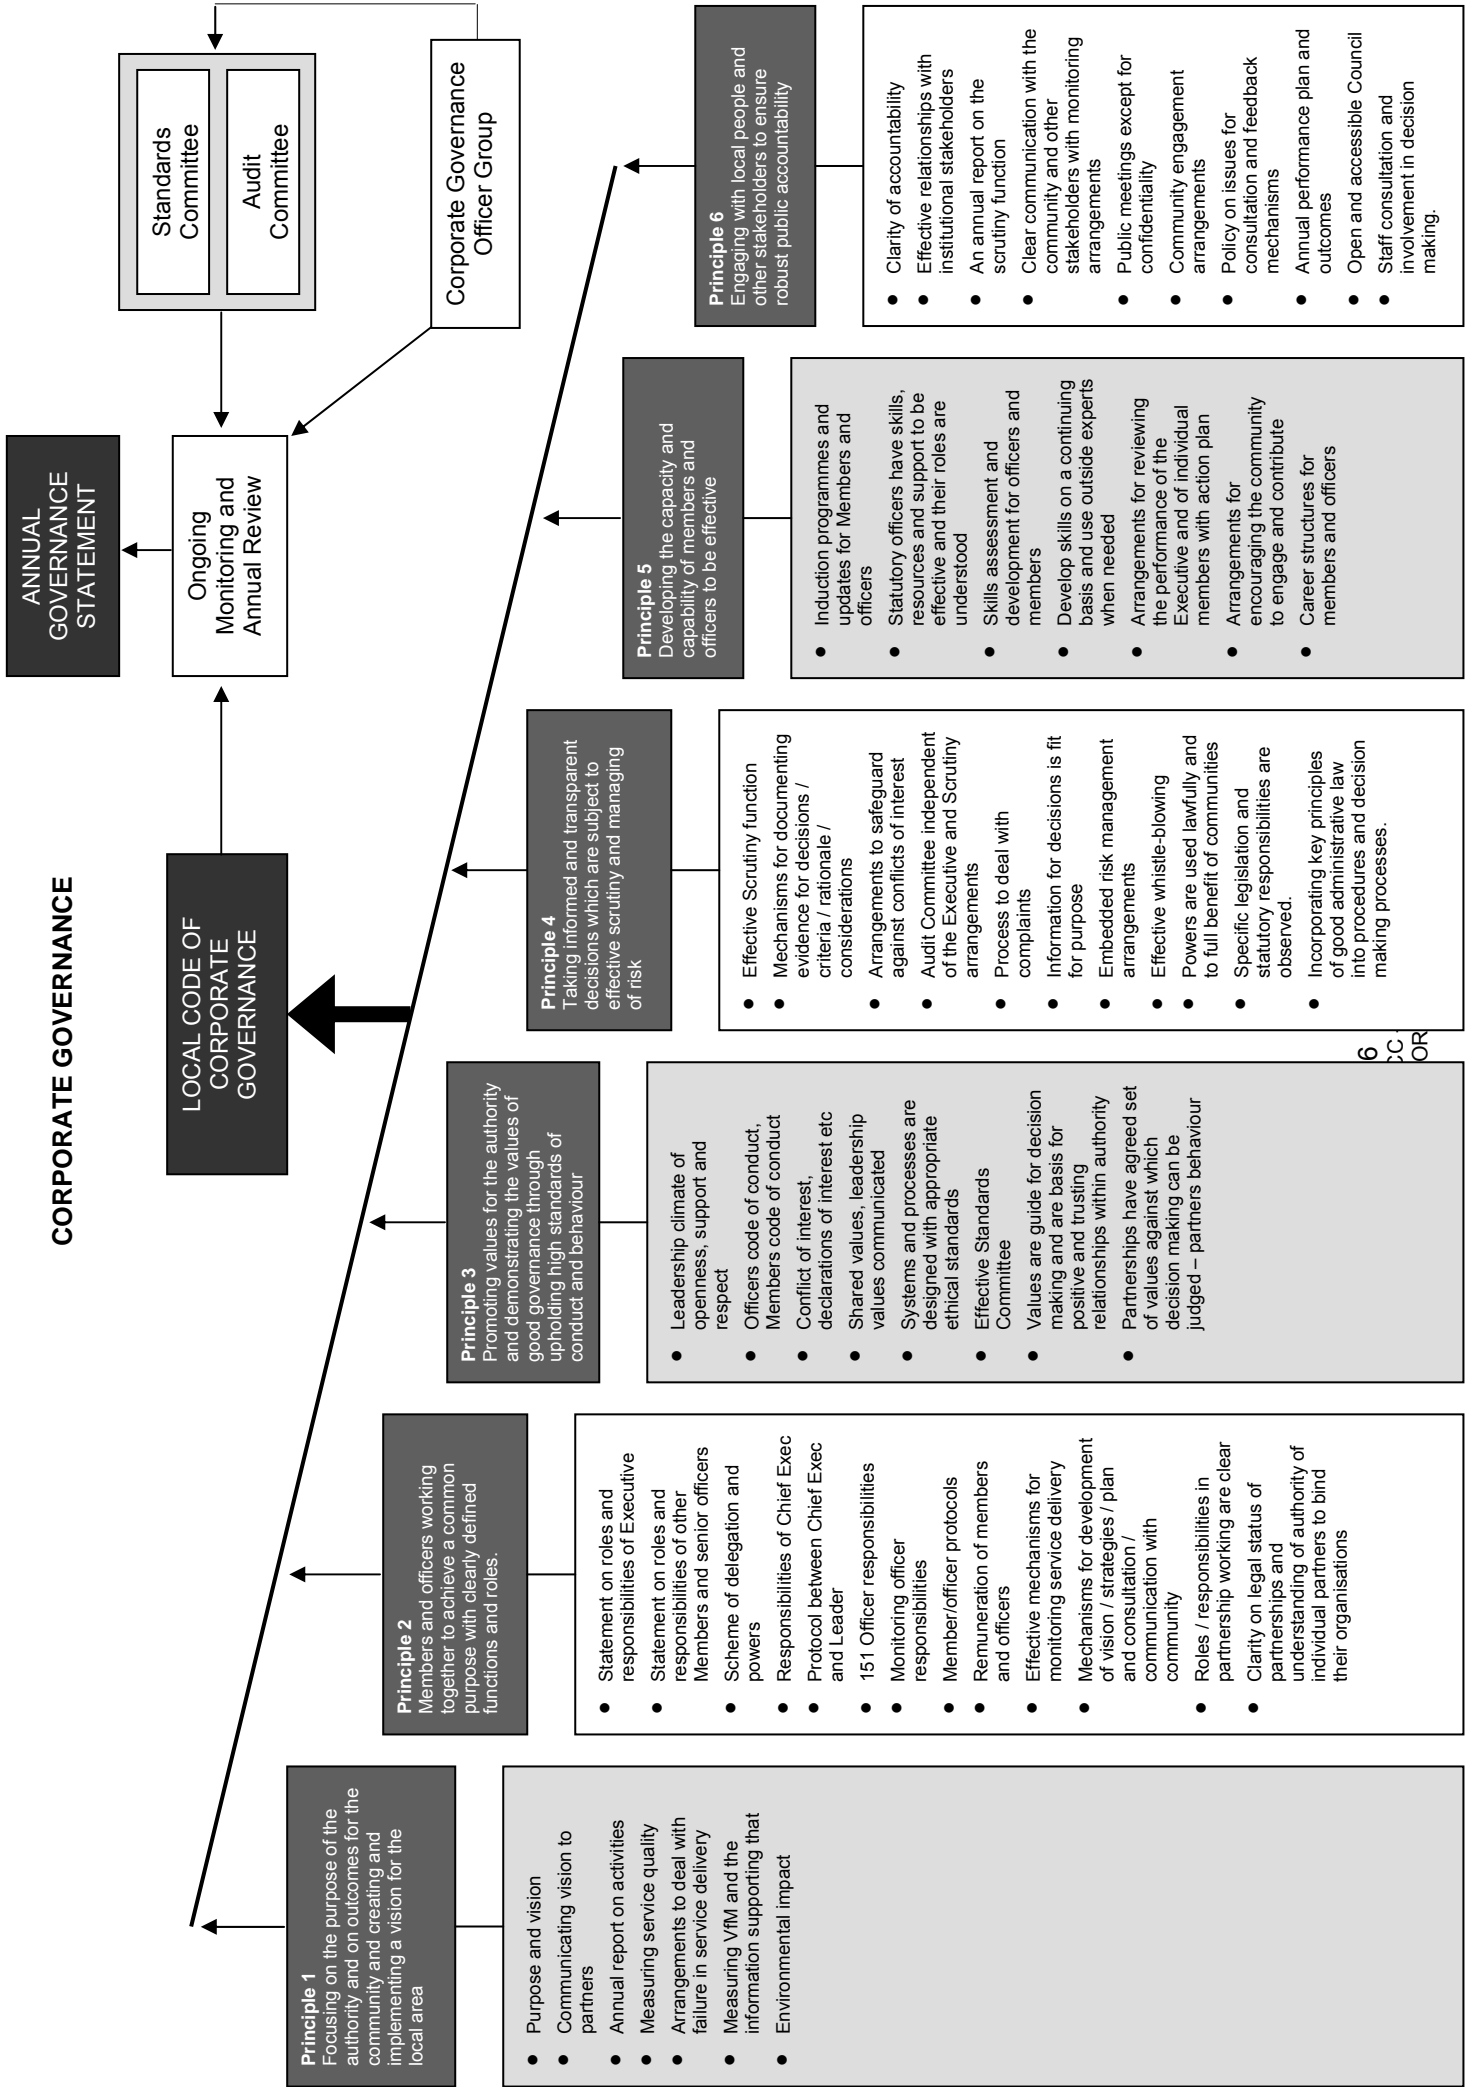 CORPORATE GOVERNANCE
ANNUAL
GOVERNANCE
STATEMENT
Standards
Committee
Audit
Committee
Ongoing
Monitoring and
Annual Review
LOCAL CODE OF
CORPORATE
GOVERNANCE
Corporate Governance
Officer Group
Principle 1
Focusing on the purpose of the
authority and on outcomes for the
community and creating and
implementing a vision for the
local area
● Purpose and vision
● Communicating vision to
partners
● Annual report on activities
● Measuring service quality
● Arrangements to deal with
failure in service delivery
● Measuring VfM and the
information supporting that
● Environmental impact
Principle 2
Members and officers working
together to achieve a common
purpose with clearly defined
functions and roles.
● Statement on roles and
responsibilities of Executive
● Statement on roles and
responsibilities of other
Members and senior officers
● Scheme of delegation and
powers
● Responsibilities of Chief Exec
● Protocol between Chief Exec
and Leader
● 151 Officer responsibilities
● Monitoring officer
responsibilities
● Member/officer protocols
● Remuneration of members
and officers
● Effective mechanisms for
monitoring service delivery
● Mechanisms for development
of vision / strategies / plan
and consultation /
communication with
community
● Roles / responsibilities in
partnership working are clear
● Clarity on legal status of
partnerships and
understanding of authority of
individual partners to bind
their organisations
Principle 3
Promoting values for the authority
and demonstrating the values of
good governance through
upholding high standards of
conduct and behaviour
● Leadership climate of
openness, support and
respect
● Officers code of conduct,
Members code of conduct
● Conflict of interest,
declarations of interest etc
● Shared values, leadership
values communicated
● Systems and processes are
designed with appropriate
ethical standards
● Effective Standards
Committee
● Values are guide for decision
making and are basis for
positive and trusting
relationships within authority
● Partnerships have agreed set
of values against which
decision making can be
judged – partners behaviour
6
CC
OR
Principle 4
Taking informed and transparent
decisions which are subject to
effective scrutiny and managing
of risk
● Effective Scrutiny function
● Mechanisms for documenting
evidence for decisions /
criteria / rationale /
considerations
● Arrangements to safeguard
against conflicts of interest
● Audit Committee independent
of the Executive and Scrutiny
arrangements
● Process to deal with
complaints
● Information for decisions is fit
for purpose
● Embedded risk management
arrangements
● Effective whistle-blowing
● Powers are used lawfully and
to full benefit of communities
● Specific legislation and
statutory responsibilities are
observed.
● Incorporating key principles
of good administrative law
into procedures and decision
making processes.
Principle 5
Developing the capacity and
capability of members and
officers to be effective
● Induction programmes and
updates for Members and
officers
● Statutory officers have skills,
resources and support to be
effective and their roles are
understood
● Skills assessment and
development for officers and
members
● Develop skills on a continuing
basis and use outside experts
when needed
● Arrangements for reviewing
the performance of the
Executive and of individual
members with action plan
● Arrangements for
encouraging the community
to engage and contribute
● Career structures for
members and officers
Principle 6
Engaging with local people and
other stakeholders to ensure
robust public accountability
● Clarity of accountability
● Effective relationships with
institutional stakeholders
● An annual report on the
scrutiny function
● Clear communication with the
community and other
stakeholders with monitoring
arrangements
● Public meetings except for
confidentiality
● Community engagement
arrangements
● Policy on issues for
consultation and feedback
mechanisms
● Annual performance plan and
outcomes
● Open and accessible Council
● Staff consultation and
involvement in decision
making.